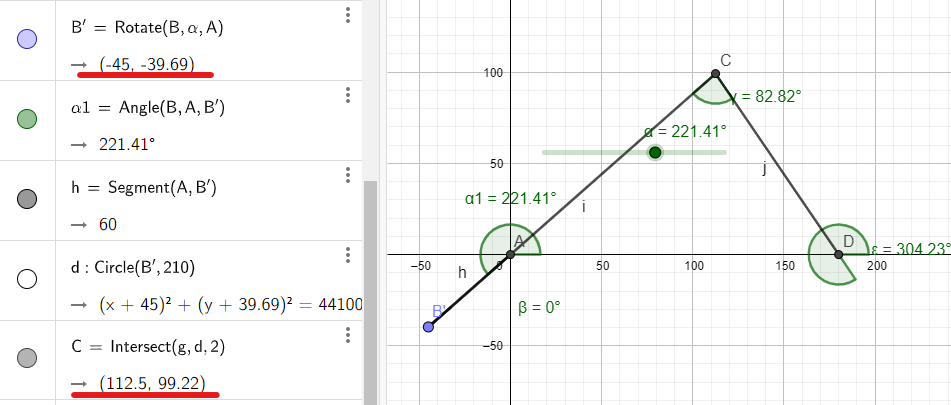 B′ = Rotate(B, α, A)
→ (-45, -39.69)
α1 = Angle(B, A, B′)
→ 221.41°
h = Segment(A, B′)
→ 60
d : Circle(B′, 210)
→ (x + 45)² + (y + 39.69)² = 44100
C = Intersect(g, d, 2)
→ (112.5, 99.22)
C
100
γ = 82.82°
α = 221.41°
50
j
α1 = 221.41°
i
A
D
ε = 304.23°
−50
0
50
100
150
200
h
B′
β = 0°
−50